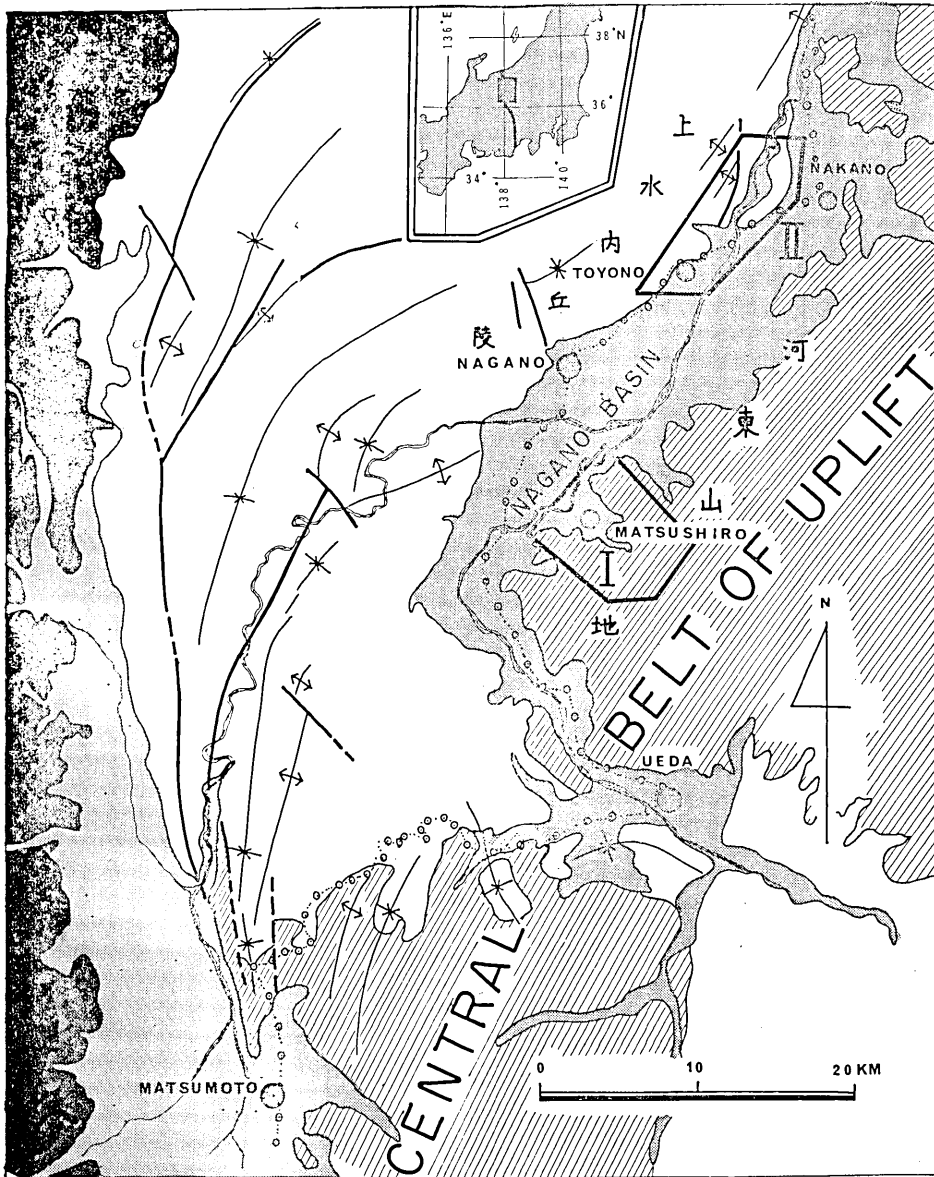 136°E
38°N
36°
34°
138°
140°
上水内丘陵
NAKANO
TOYONO
II
NAGANO
NAGANO BASIN
河東山地
MATSUSHIRO
I
CENTRAL BELT OF UPLIFT
N
UEDA
0 10 20 KM
MATSUMOTO